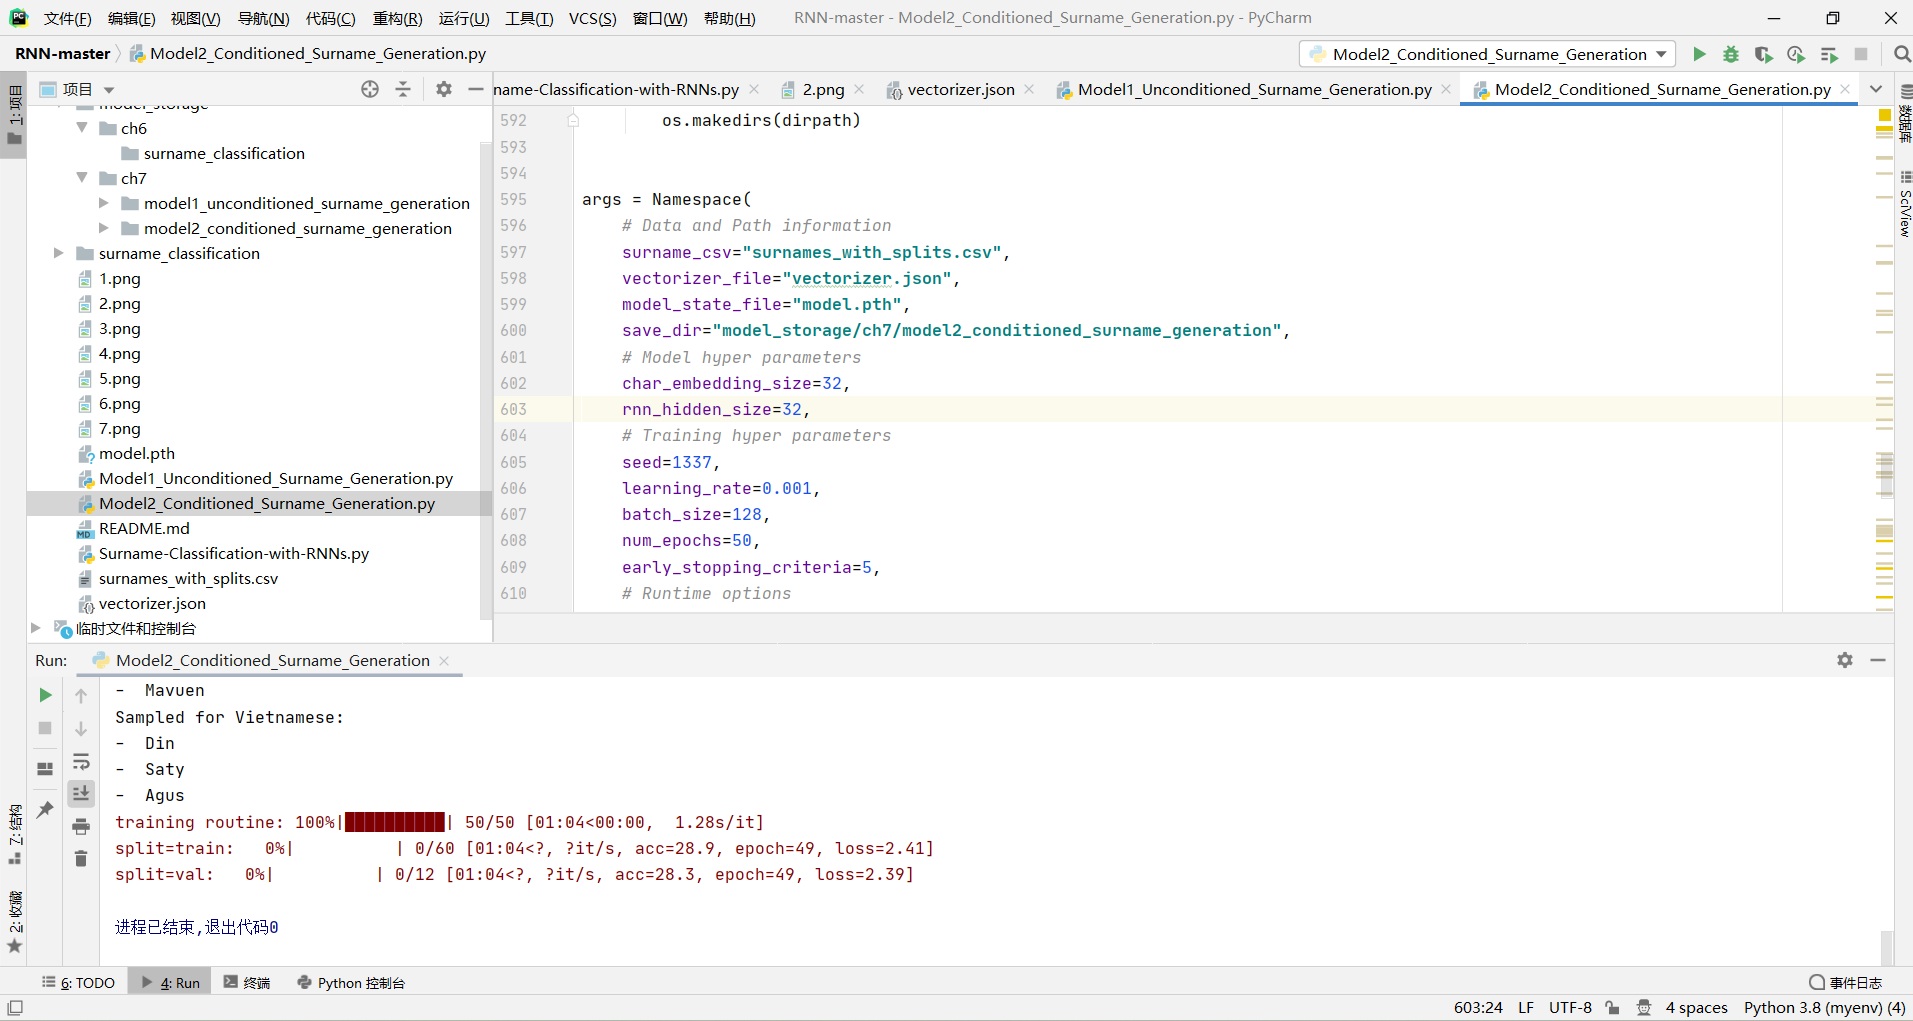 文件(F) 编辑(E) 视图(V) 导航(N) 代码(C) 重构(R) 运行(U) 工具(T) VCS(S) 窗口(W) 帮助(H) RNN-master - Model2_Conditioned_Surname_Generation.py - PyCharm
RNN-master Model2_Conditioned_Surname_Generation.py Model2_Conditioned_Surname_Generation
1: 项目
项目
model_storage
ch6
surname_classification
ch7
model1_unconditioned_surname_generation
model2_conditioned_surname_generation
surname_classification
1.png
2.png
3.png
4.png
5.png
6.png
7.png
model.pth
Model1_Unconditioned_Surname_Generation.py
Model2_Conditioned_Surname_Generation.py
README.md
Surname-Classification-with-RNNs.py
surnames_with_splits.csv
vectorizer.json
临时文件和控制台
name-Classification-with-RNNs.py 2.png vectorizer.json Model1_Unconditioned_Surname_Generation.py Model2_Conditioned_Surname_Generation.py
592 os.makedirs(dirpath)
593
594
595 args = Namespace(
596 # Data and Path information
597 surname_csv="surnames_with_splits.csv",
598 vectorizer_file="vectorizer.json",
599 model_state_file="model.pth",
600 save_dir="model_storage/ch7/model2_conditioned_surname_generation",
601 # Model hyper parameters
602 char_embedding_size=32,
603 rnn_hidden_size=32,
604 # Training hyper parameters
605 seed=1337,
606 learning_rate=0.001,
607 batch_size=128,
608 num_epochs=50,
609 early_stopping_criteria=5,
610 # Runtime options
数据库
SciView
Run: Model2_Conditioned_Surname_Generation
- Mavuen
Sampled for Vietnamese:
- Din
- Saty
- Agus
training routine: 100%|██████████| 50/50 [01:04<00:00, 1.28s/it]
split=train: 0%| | 0/60 [01:04<?, ?it/s, acc=28.9, epoch=49, loss=2.41]
split=val: 0%| | 0/12 [01:04<?, ?it/s, acc=28.3, epoch=49, loss=2.39]
进程已结束,退出代码0
7: 结构
2: 收藏
6: TODO 4: Run 终端 Python 控制台 事件日志
603:24 LF UTF-8 4 spaces Python 3.8 (myenv) (4)